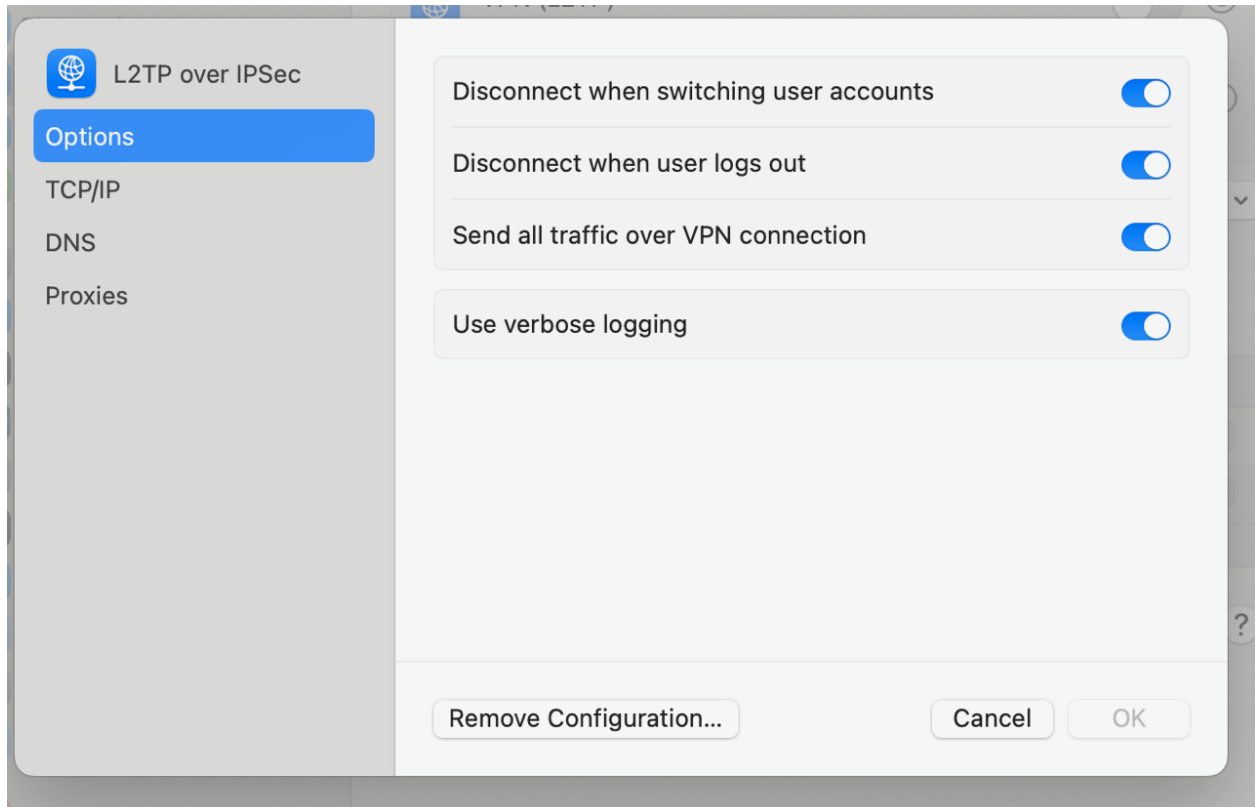 L2TP over IPSec
Options
TCP/IP
DNS
Proxies
Disconnect when switching user accounts
Disconnect when user logs out
Send all traffic over VPN connection
Use verbose logging
?
Remove Configuration...
Cancel
OK